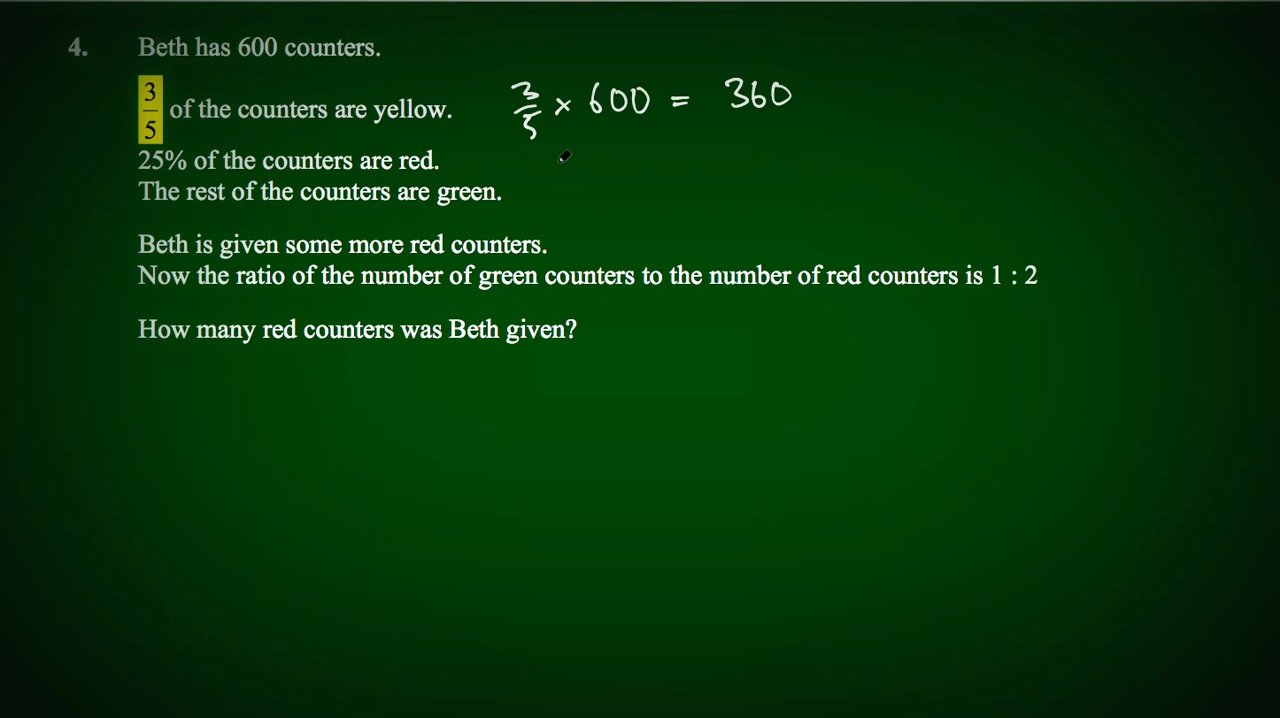 4. Beth has 600 counters.
3/5 of the counters are yellow. 3/5 × 600 = 360
25% of the counters are red.
The rest of the counters are green.
Beth is given some more red counters.
Now the ratio of the number of green counters to the number of red counters is 1 : 2
How many red counters was Beth given?